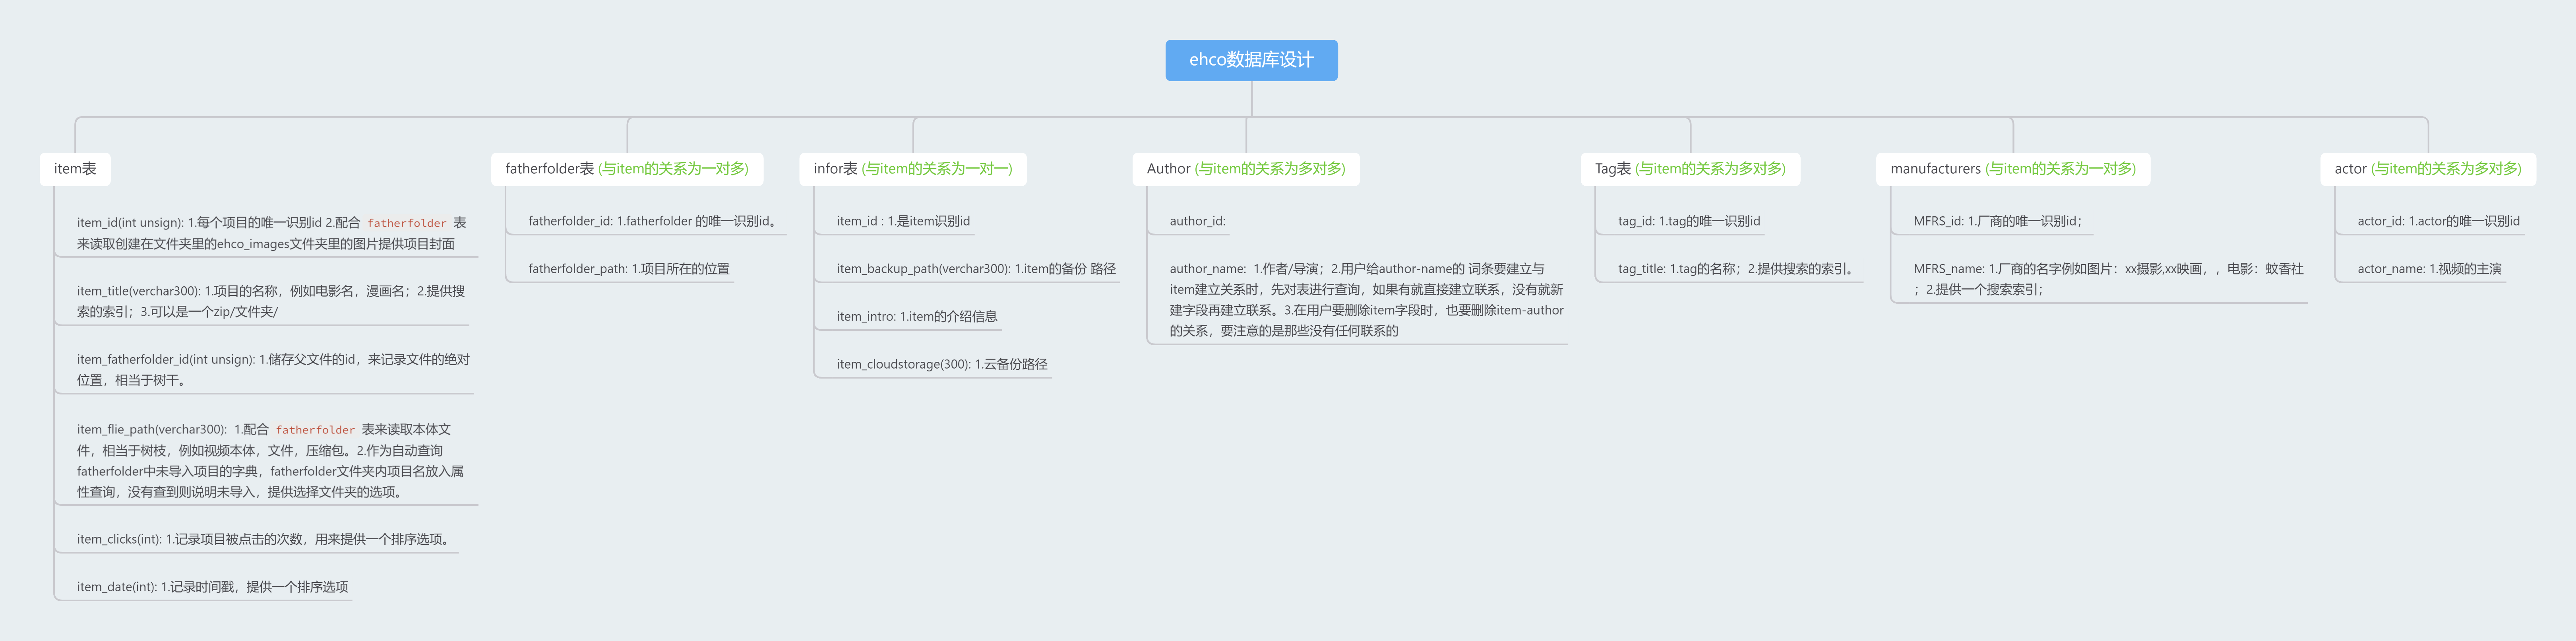 ehco数据库设计
item表
item_id(int unsign): 1.每个项目的唯一识别id 2.配合 fatherfolder 表
来读取创建在文件夹里的ehco_images文件夹里的图片提供项目封面
item_title(verchar300): 1.项目的名称，例如电影名，漫画名；2.提供搜
索的索引；3.可以是一个zip/文件夹/
item_fatherfolder_id(int unsign): 1.储存父文件的id，来记录文件的绝对
位置，相当于树干。
item_flie_path(verchar300): 1.配合 fatherfolder 表来读取本体文
件，相当于树枝，例如视频本体，文件，压缩包。2.作为自动查询
fatherfolder中未导入项目的字典，fatherfolder文件夹内项目名放入属
性查询，没有查到则说明未导入，提供选择文件夹的选项。
item_clicks(int): 1.记录项目被点击的次数，用来提供一个排序选项。
item_date(int): 1.记录时间戳，提供一个排序选项
fatherfolder表 (与item的关系为一对多)
fatherfolder_id: 1.fatherfolder 的唯一识别id。
fatherfolder_path: 1.项目所在的位置
infor表 (与item的关系为一对一)
item_id : 1.是item识别id
item_backup_path(verchar300): 1.item的备份 路径
item_intro: 1.item的介绍信息
item_cloudstorage(300): 1.云备份路径
Author (与item的关系为多对多)
author_id:
author_name: 1.作者/导演；2.用户给author-name的 词条要建立与
item建立关系时，先对表进行查询，如果有就直接建立联系，没有就新
建字段再建立联系。3.在用户要删除item字段时，也要删除item-author
的关系，要注意的是那些没有任何联系的
Tag表 (与item的关系为多对多)
tag_id: 1.tag的唯一识别id
tag_title: 1.tag的名称；2.提供搜索的索引。
manufacturers (与item的关系为一对多)
MFRS_id: 1.厂商的唯一识别id；
MFRS_name: 1.厂商的名字例如图片：xx摄影,xx映画，，电影：蚊香社
；2.提供一个搜索索引；
actor (与item的关系为多对多)
actor_id: 1.actor的唯一识别id
actor_name: 1.视频的主演